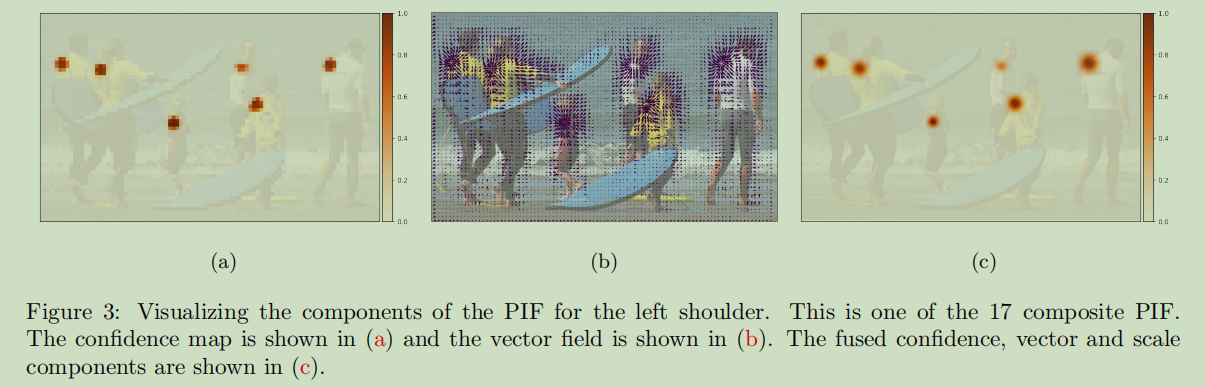 1.0
0.8
0.6
0.4
0.2
0.0
1.0
0.8
0.6
0.4
0.2
0.0
(a)
(b)
(c)
Figure 3: Visualizing the components of the PIF for the left shoulder. This is one of the 17 composite PIF.
The confidence map is shown in (a) and the vector field is shown in (b). The fused confidence, vector and scale
components are shown in (c).